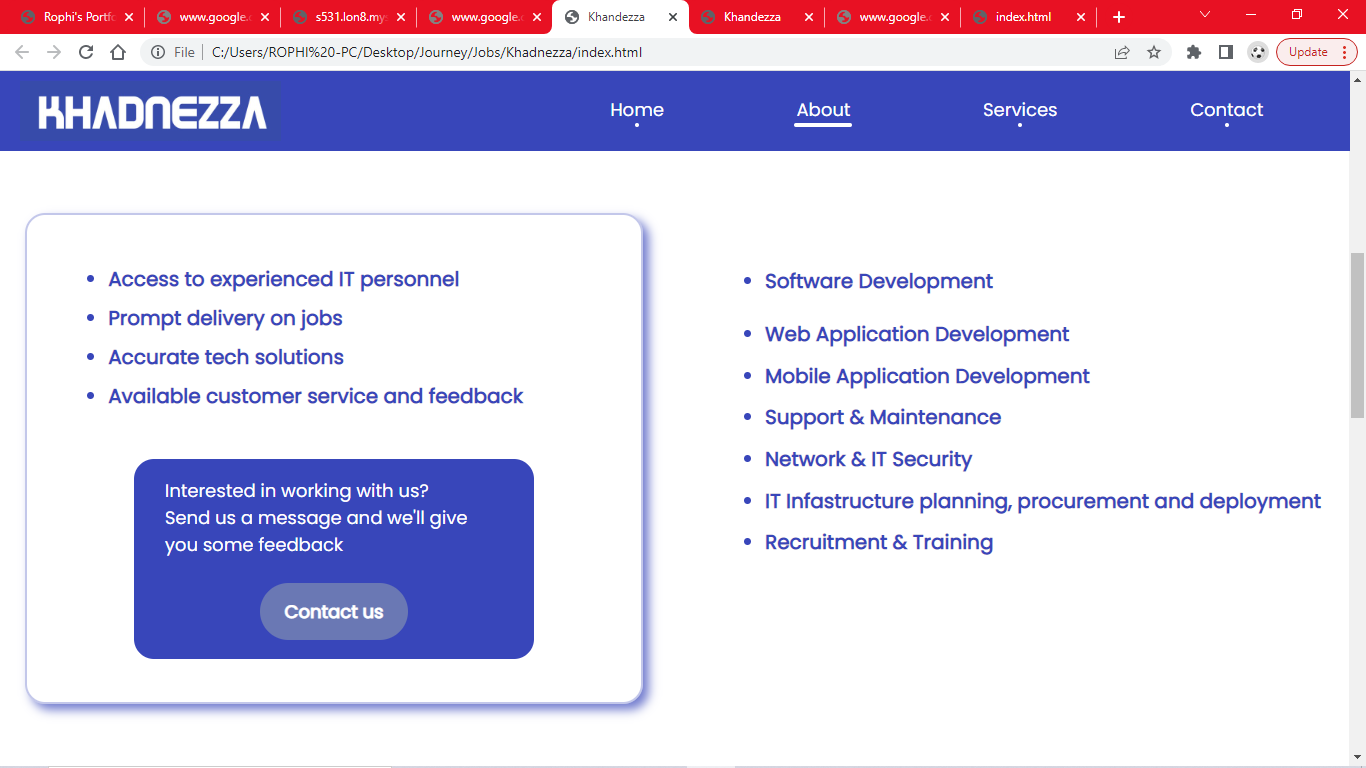 Rophi's Portfo
www.google.c
s531.lon8.mys
www.google.c
Khandezza
Khandezza
www.google.c
index.html
File
C:/Users/ROPHI%20-PC/Desktop/Journey/Jobs/Khadnezza/index.html
Update
KHADNEZZA
Home
About
Services
Contact
• Access to experienced IT personnel
• Prompt delivery on jobs
• Accurate tech solutions
• Available customer service and feedback
Interested in working with us?
Send us a message and we'll give
you some feedback
Contact us
• Software Development
• Web Application Development
• Mobile Application Development
• Support & Maintenance
• Network & IT Security
• IT Infastructure planning, procurement and deployment
• Recruitment & Training